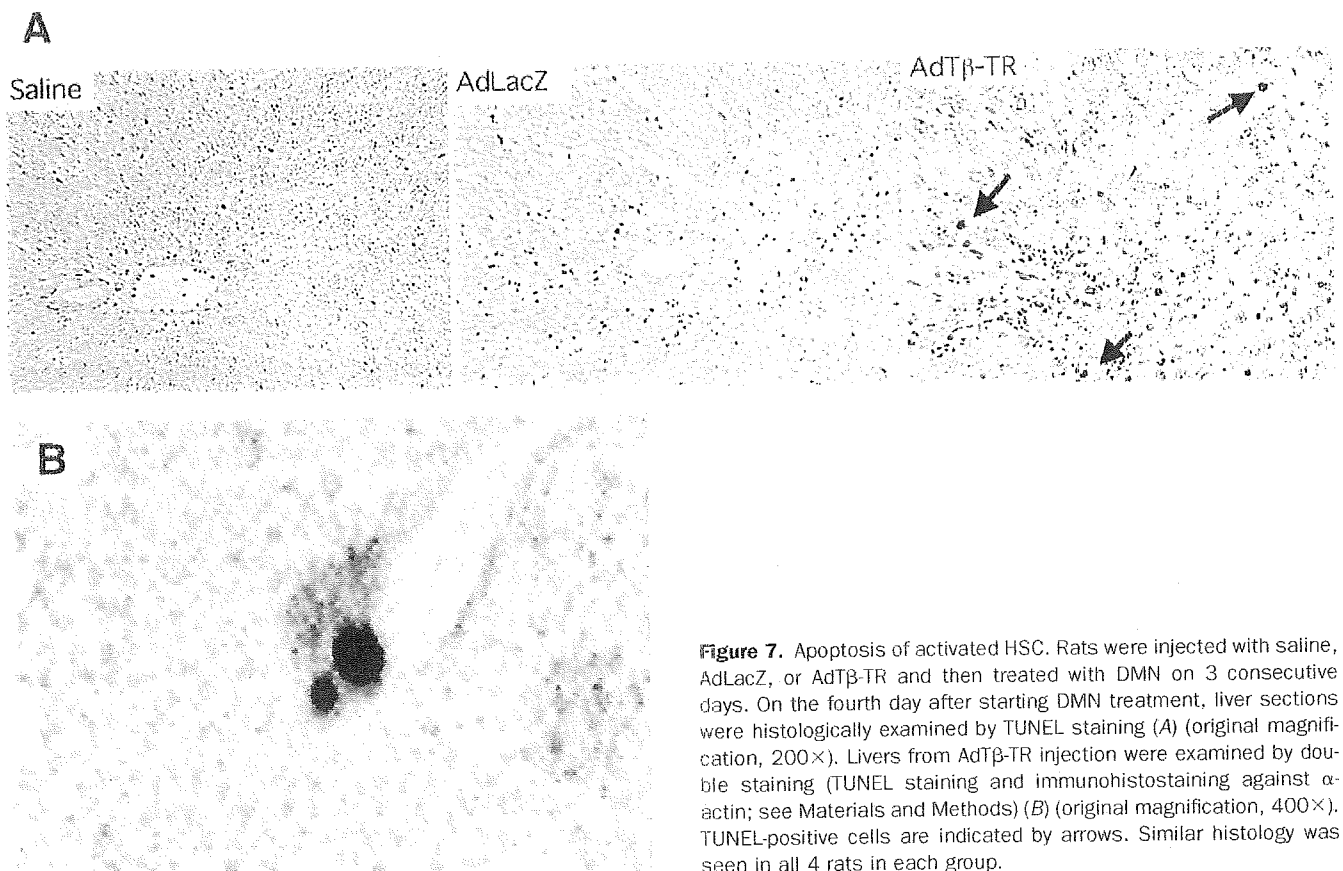 A
Saline
AdLacZ
AdTβ-TR
B
Figure 7. Apoptosis of activated HSC. Rats were injected with saline,
AdLacZ, or AdTβ-TR and then treated with DMN on 3 consecutive
days. On the fourth day after starting DMN treatment, liver sections
were histologically examined by TUNEL staining (A) (original magnifi-
cation, 200×). Livers from AdTβ-TR injection were examined by dou-
ble staining (TUNEL staining and immunohistostaining against α-
actin; see Materials and Methods) (B) (original magnification, 400×).
TUNEL-positive cells are indicated by arrows. Similar histology was
seen in all 4 rats in each group.